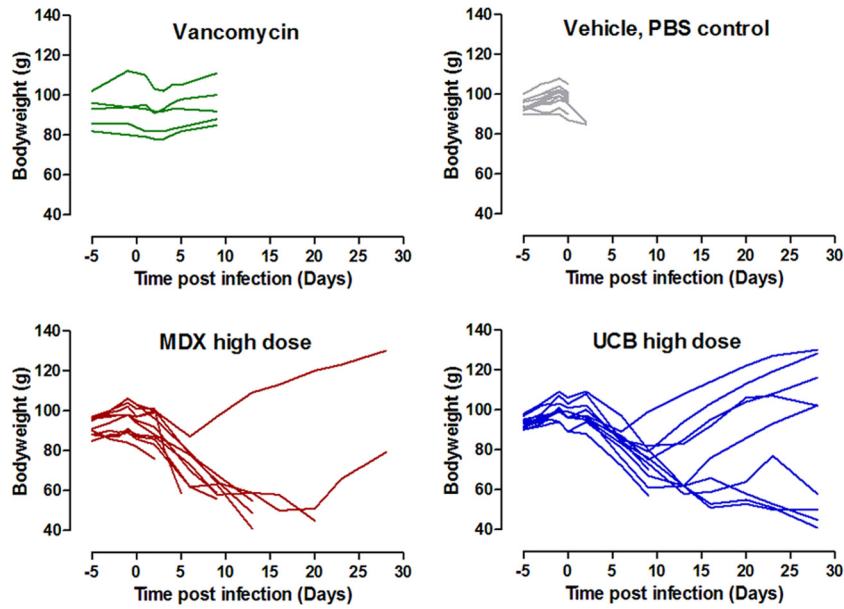 Vancomycin
Bodyweight (g)
140
120
100
80
60
40
-5 0 5 10 15 20 25 30
Time post infection (Days)
Vehicle, PBS control
Bodyweight (g)
140
120
100
80
60
40
-5 0 5 10 15 20 25 30
Time post infection (Days)
MDX high dose
Bodyweight (g)
140
120
100
80
60
40
-5 0 5 10 15 20 25 30
Time post infection (Days)
UCB high dose
Bodyweight (g)
140
120
100
80
60
40
-5 0 5 10 15 20 25 30
Time post infection (Days)